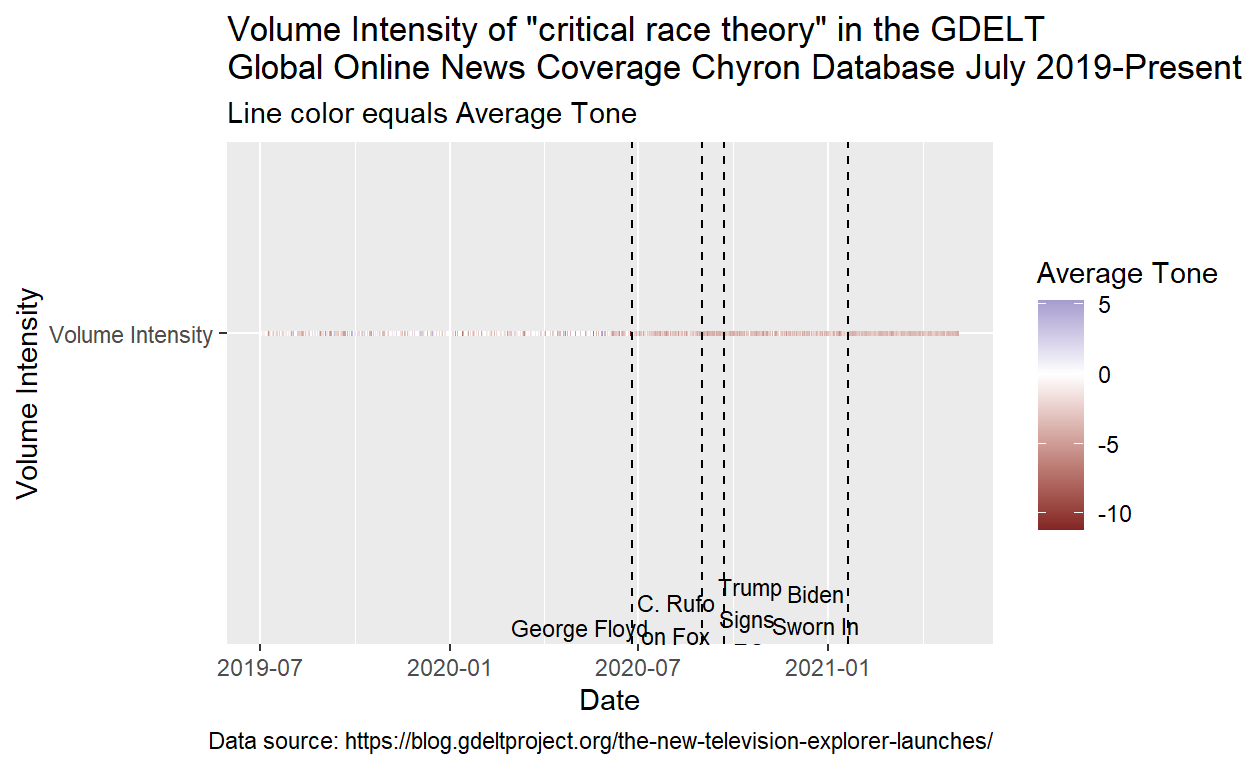 Volume Intensity of "critical race theory" in the GDELT
Global Online News Coverage Chyron Database July 2019-Present
Line color equals Average Tone
Volume Intensity
Volume Intensity
Average Tone
5
0
-5
-10
George Floyd
C. Rufo
on Fox
Trump
Signs
Biden
Sworn In
2019-07
2020-01
2020-07
2021-01
Date
Data source: https://blog.gdeltproject.org/the-new-television-explorer-launches/